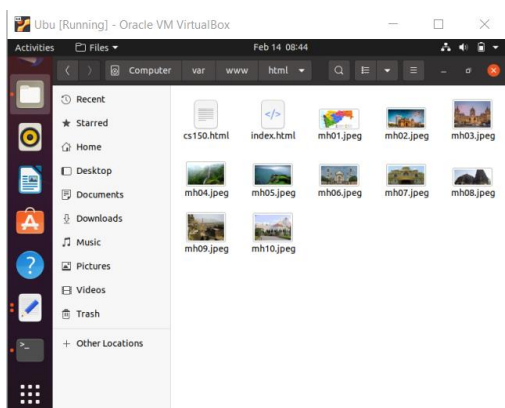 Ubu [Running] - Oracle VM VirtualBox
Activities Files Feb 14 08:44
Computer var www html
Recent
Starred
Home
Desktop
Documents
Downloads
Music
Pictures
Videos
Trash
+ Other Locations
cs150.html index.html mh01.jpeg mh02.jpeg mh03.jpeg
mh04.jpeg mh05.jpeg mh06.jpeg mh07.jpeg mh08.jpeg
mh09.jpeg mh10.jpeg